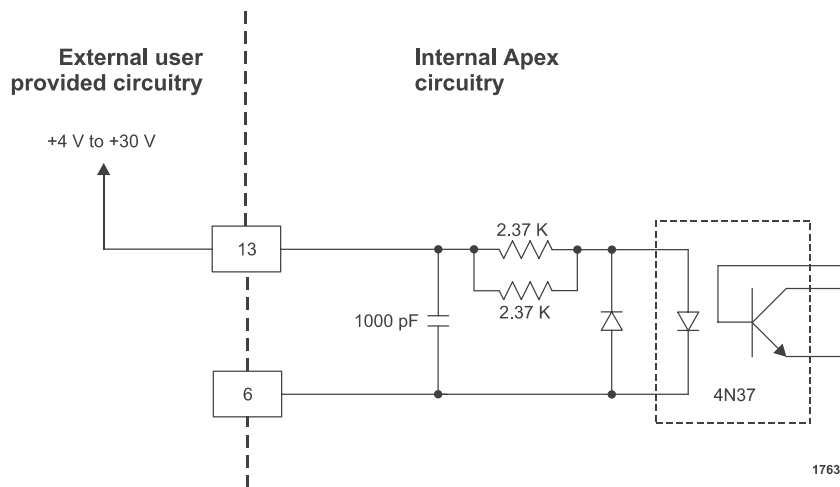 External user
provided circuitry
Internal Apex
circuitry
+4 V to +30 V
13
2.37 K
2.37 K
1000 pF
6
4N37
1763